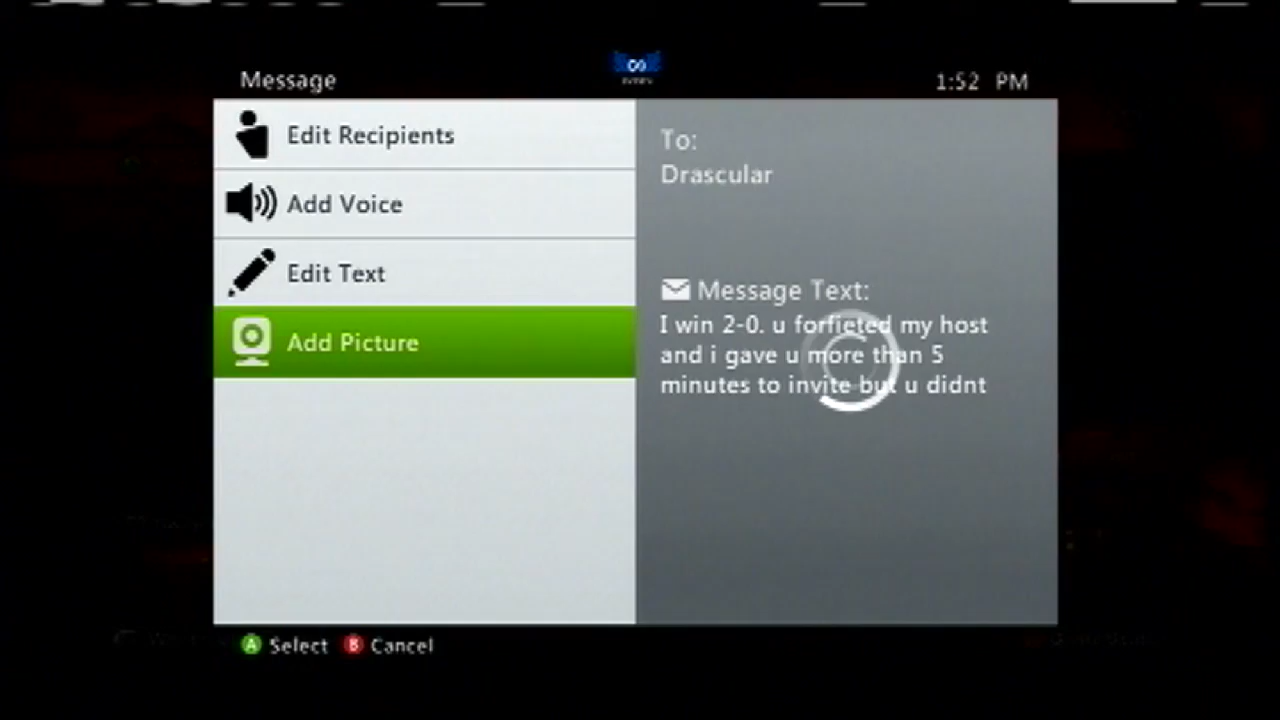 Message
1:52 PM
Edit Recipients
Add Voice
Edit Text
Add Picture
To:
Drascular
Message Text:
I win 2-0. u forfieted my host
and i gave u more than 5
minutes to invite but u didnt
A Select B Cancel